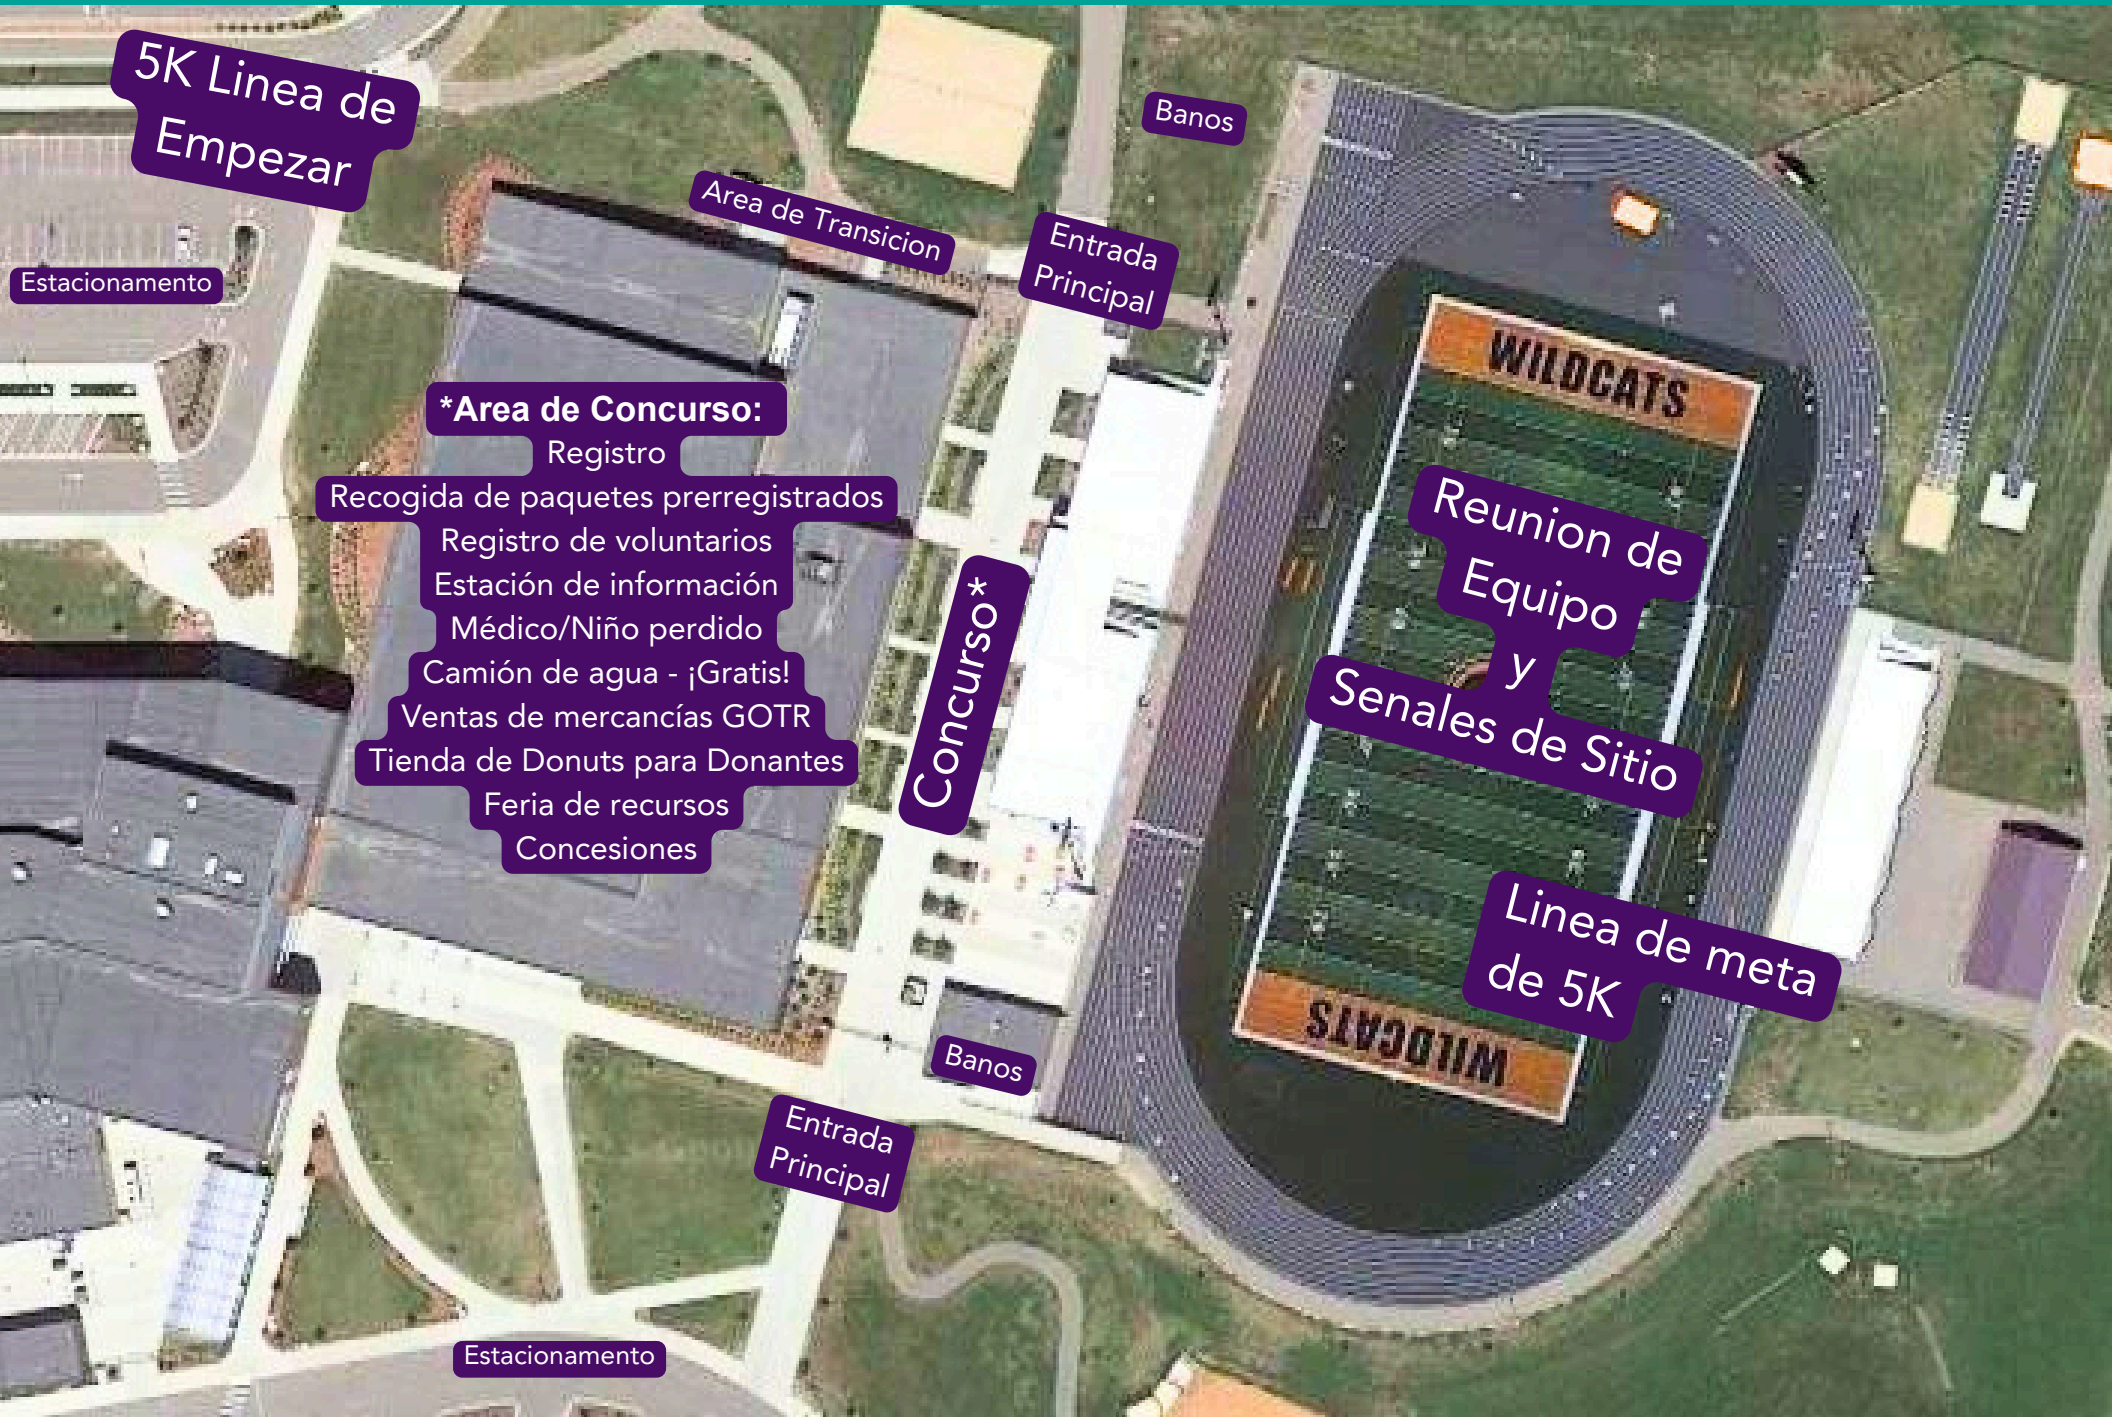 5K Linea de
Empezar
Banos
Area de Transicion
Entrada
Principal
Estacionamento
WILDCATS
*Area de Concurso:
Registro
Recogida de paquetes prerregistrados
Registro de voluntarios
Estación de información
Médico/Niño perdido
Camión de agua - ¡Gratis!
Ventas de mercancías GOTR
Tienda de Donuts para Donantes
Feria de recursos
Concesiones
Concurso*
Reunion de
Equipo
y
Senales de Sitio
Linea de meta
de 5K
WILDCATS
Banos
Entrada
Principal
Estacionamento